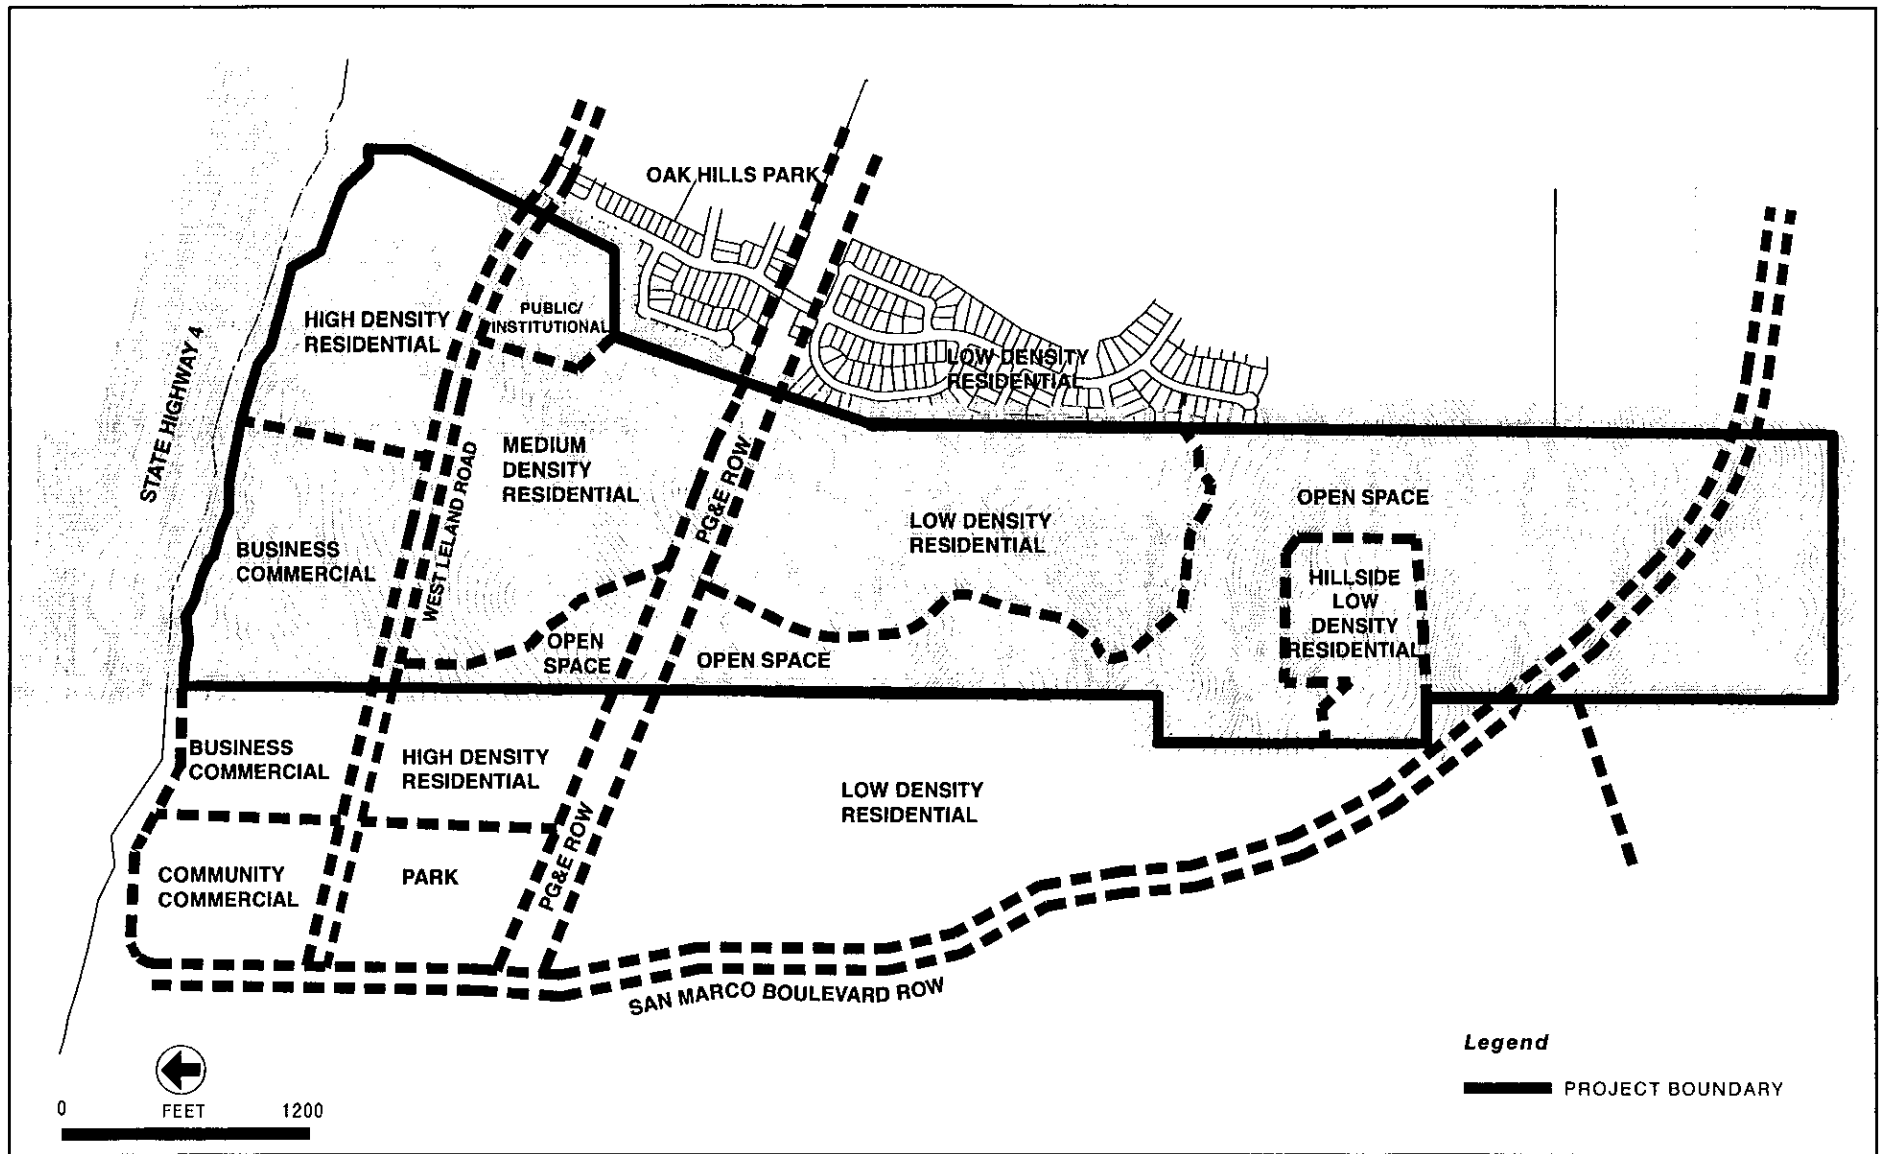 OAK HILLS PARK
HIGH DENSITY
RESIDENTIAL
PUBLIC/
INSTITUTIONAL
STATE HIGHWAY 4
LOW DENSITY
RESIDENTIAL
MEDIUM
DENSITY
RESIDENTIAL
WEST LELAND ROAD
PG&E ROW
LOW DENSITY
RESIDENTIAL
OPEN SPACE
BUSINESS
COMMERCIAL
HILLSIDE
LOW
DENSITY
RESIDENTIAL
OPEN
SPACE
OPEN SPACE
BUSINESS
COMMERCIAL
HIGH DENSITY
RESIDENTIAL
LOW DENSITY
RESIDENTIAL
COMMUNITY
COMMERCIAL
PARK
PG&E ROW
SAN MARCO BOULEVARD ROW
Legend
PROJECT BOUNDARY
0 FEET 1200